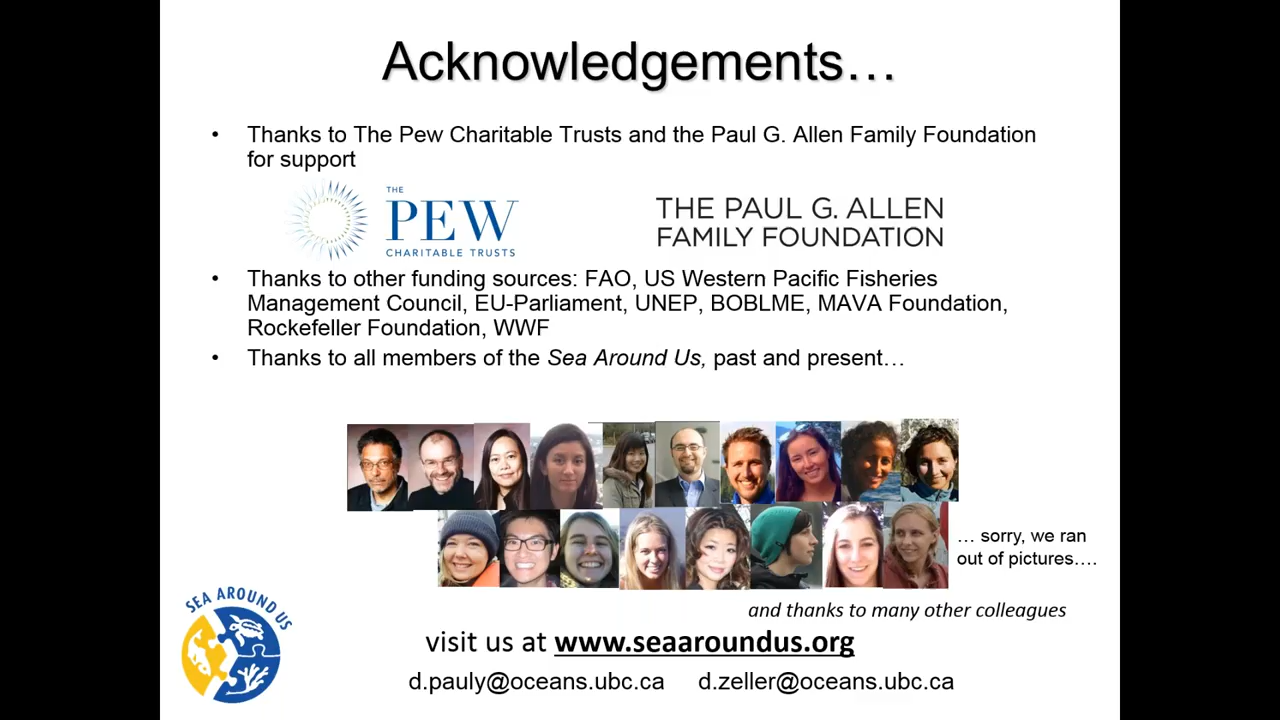 Acknowledgements…
• Thanks to The Pew Charitable Trusts and the Paul G. Allen Family Foundation
for support
THE
PEW
CHARITABLE TRUSTS
THE PAUL G. ALLEN
FAMILY FOUNDATION
• Thanks to other funding sources: FAO, US Western Pacific Fisheries
Management Council, EU-Parliament, UNEP, BOBLME, MAVA Foundation,
Rockefeller Foundation, WWF
• Thanks to all members of the Sea Around Us, past and present…
… sorry, we ran
out of pictures….
and thanks to many other colleagues
SEA AROUND US
visit us at www.seaaroundus.org
d.pauly@oceans.ubc.ca d.zeller@oceans.ubc.ca